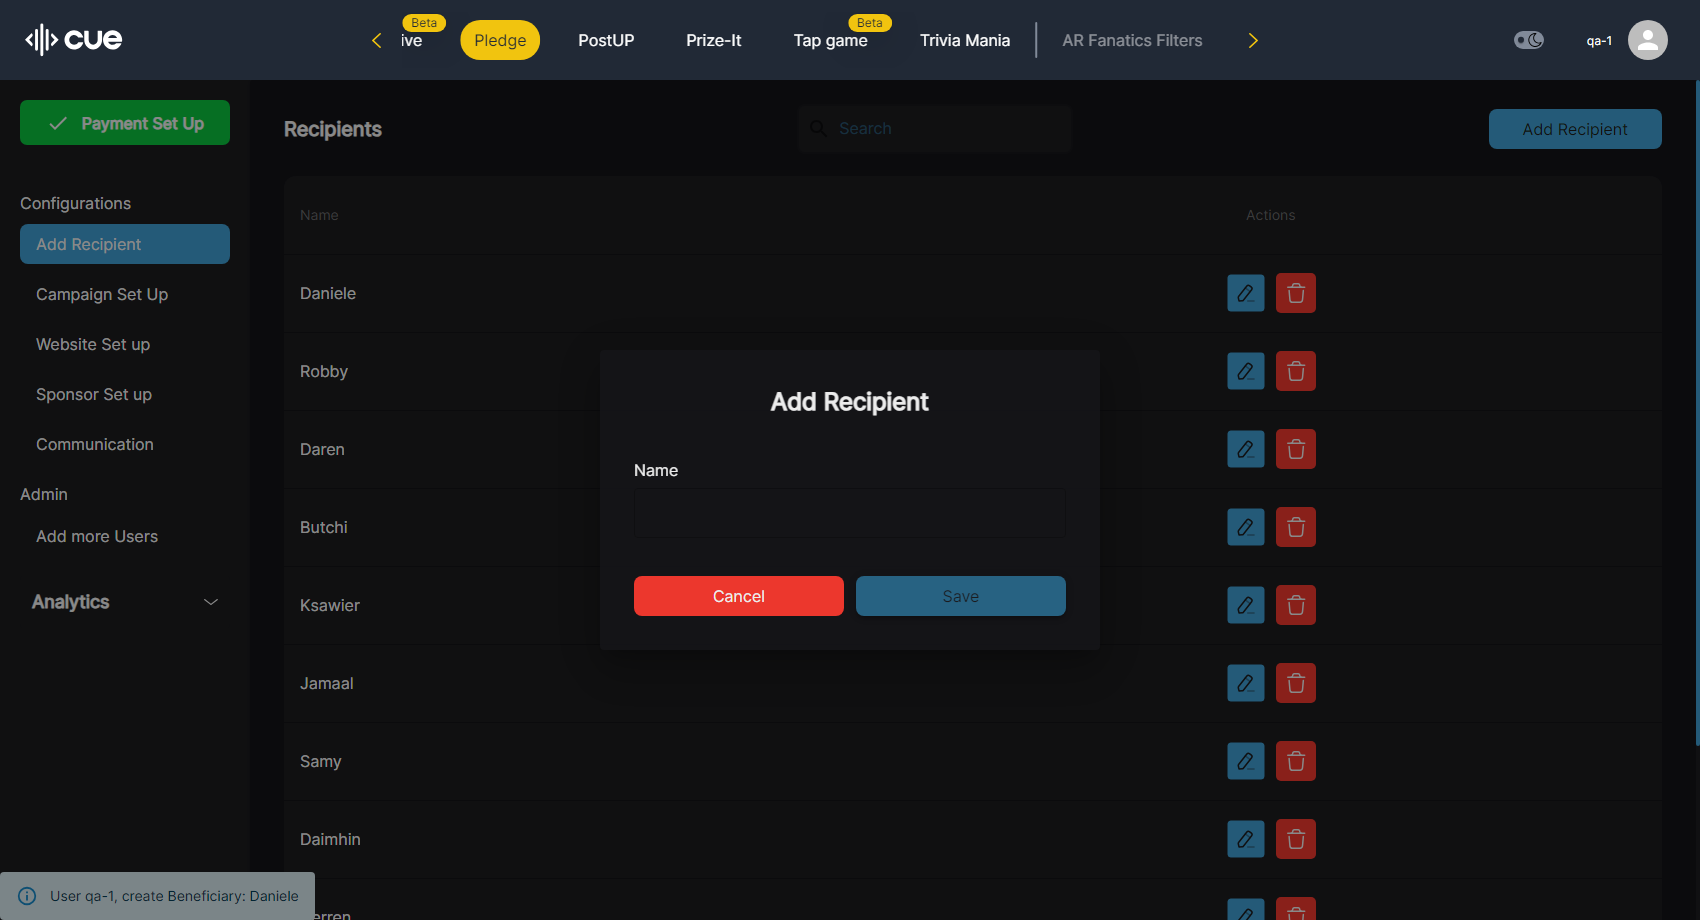 cue
ive
Beta
Pledge
PostUP
Prize-It
Tap game
Beta
Trivia Mania
AR Fanatics Filters
qa-1
Payment Set Up
Configurations
Add Recipient
Campaign Set Up
Website Set up
Sponsor Set up
Communication
Admin
Add more Users
Analytics
Recipients
Search
Add Recipient
Name
Actions
Daniele
Robby
Daren
Butchi
Ksawier
Jamaal
Samy
Daimhin
erren
Add Recipient
Name
Cancel
Save
User qa-1, create Beneficiary: Daniele